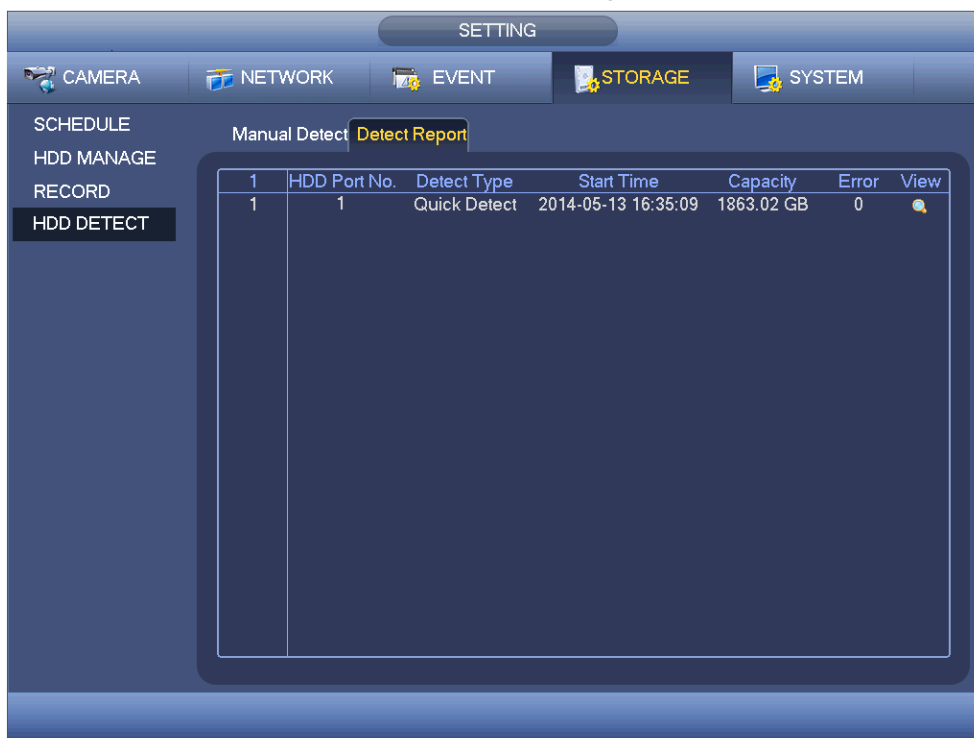 SETTING
CAMERA NETWORK EVENT STORAGE SYSTEM
SCHEDULE
HDD MANAGE
RECORD
HDD DETECT
Manual Detect Detect Report
1 HDD Port No. Detect Type Start Time Capacity Error View
1 1 Quick Detect 2014-05-13 16:35:09 1863.02 GB 0